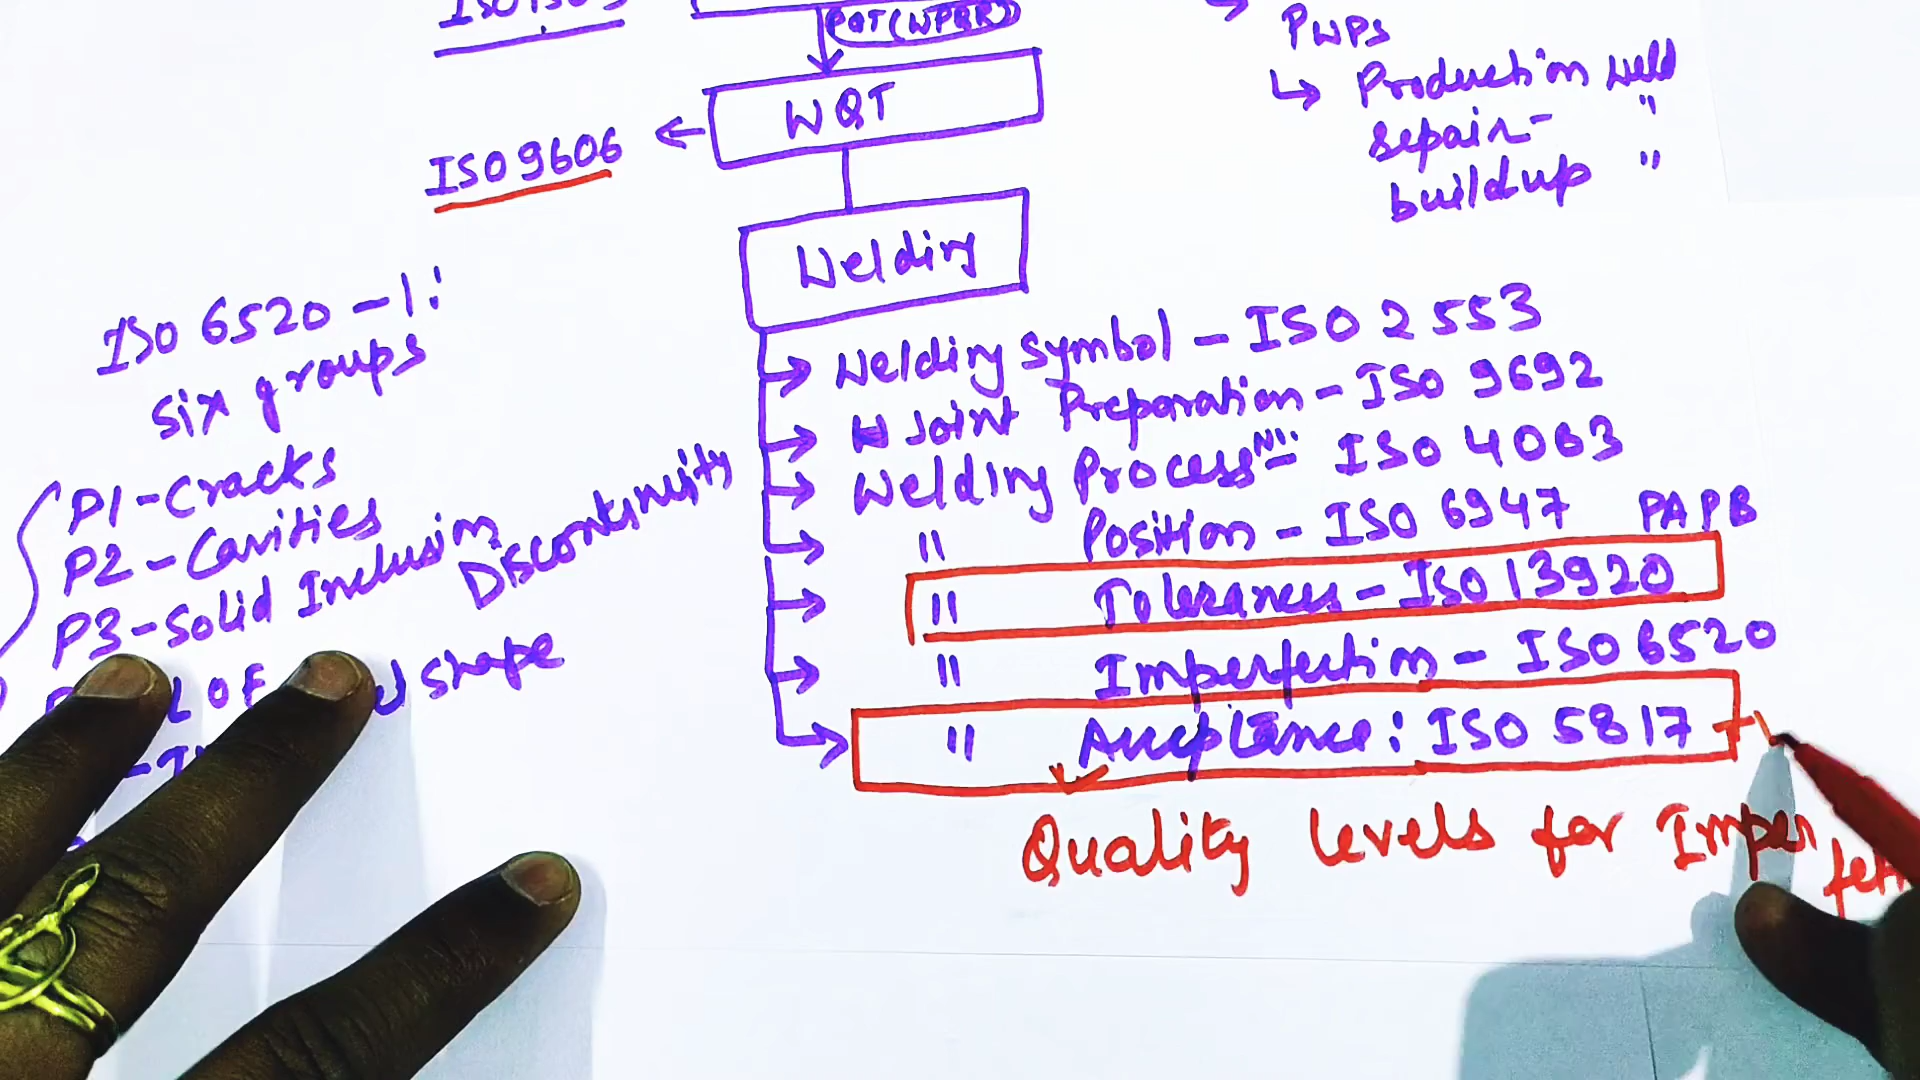 PQT(WPQR)
PWPS
WQT
↳ Production weld
repair- "
buildup "
ISO 9606 ←
Welding
ISO 6520-1:
six groups
P1-Cracks
P2-Cavities
P3-Solid Inclusion
L of shape
Discontinuity
→ Welding symbol - ISO 2553
→ W Joint Preparation - ISO 9692
→ Welding Process - ISO 4063
→ " Position - ISO 6947 PA PB
→ " Tolerances - ISO 13920
→ " Imperfection - ISO 6520
→ " Acceptance: ISO 5817
Quality levels for Imper